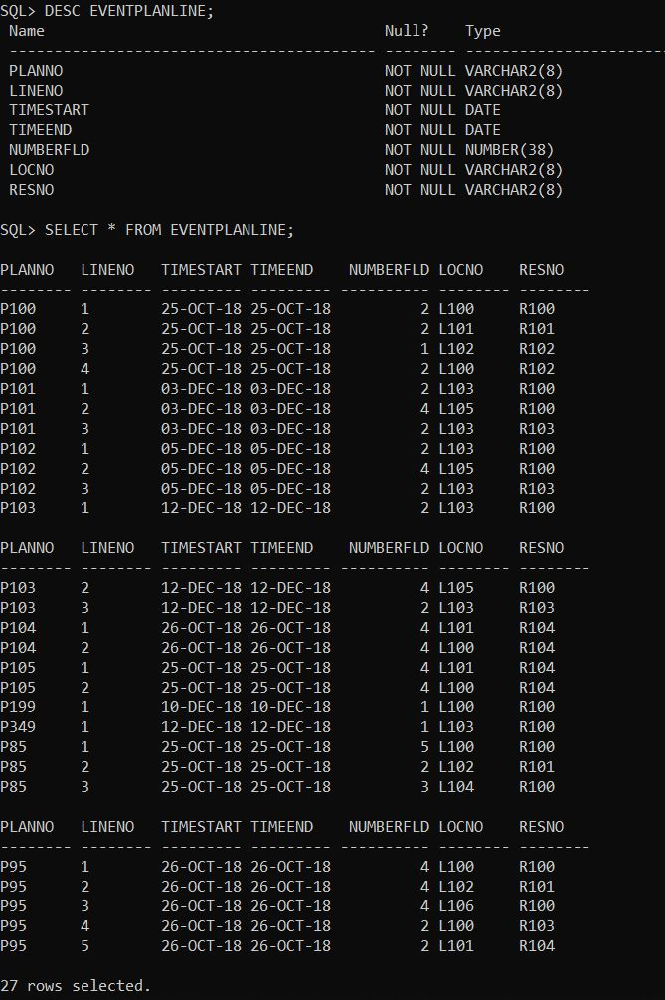 SQL> DESC EVENTPLANLINE;
 Name                                      Null?    Type
 ----------------------------------------- -------- ----------------------
 PLANNO                                    NOT NULL VARCHAR2(8)
 LINENO                                    NOT NULL VARCHAR2(8)
 TIMESTART                                 NOT NULL DATE
 TIMEEND                                   NOT NULL DATE
 NUMBERFLD                                 NOT NULL NUMBER(38)
 LOCNO                                     NOT NULL VARCHAR2(8)
 RESNO                                     NOT NULL VARCHAR2(8)

SQL> SELECT * FROM EVENTPLANLINE;

PLANNO   LINENO   TIMESTART TIMEEND    NUMBERFLD LOCNO    RESNO
-------- -------- --------- --------- ---------- -------- --------
P100     1        25-OCT-18 25-OCT-18          2 L100     R100
P100     2        25-OCT-18 25-OCT-18          2 L101     R101
P100     3        25-OCT-18 25-OCT-18          1 L102     R102
P100     4        25-OCT-18 25-OCT-18          2 L100     R102
P101     1        03-DEC-18 03-DEC-18          2 L103     R100
P101     2        03-DEC-18 03-DEC-18          4 L105     R100
P101     3        03-DEC-18 03-DEC-18          2 L103     R103
P102     1        05-DEC-18 05-DEC-18          2 L103     R100
P102     2        05-DEC-18 05-DEC-18          4 L105     R100
P102     3        05-DEC-18 05-DEC-18          2 L103     R103
P103     1        12-DEC-18 12-DEC-18          2 L103     R100

PLANNO   LINENO   TIMESTART TIMEEND    NUMBERFLD LOCNO    RESNO
-------- -------- --------- --------- ---------- -------- --------
P103     2        12-DEC-18 12-DEC-18          4 L105     R100
P103     3        12-DEC-18 12-DEC-18          2 L103     R103
P104     1        26-OCT-18 26-OCT-18          4 L101     R104
P104     2        26-OCT-18 26-OCT-18          4 L100     R104
P105     1        25-OCT-18 25-OCT-18          4 L101     R104
P105     2        25-OCT-18 25-OCT-18          4 L100     R104
P199     1        10-DEC-18 10-DEC-18          1 L100     R100
P349     1        12-DEC-18 12-DEC-18          1 L103     R100
P85      1        25-OCT-18 25-OCT-18          5 L100     R100
P85      2        25-OCT-18 25-OCT-18          2 L102     R101
P85      3        25-OCT-18 25-OCT-18          3 L104     R100

PLANNO   LINENO   TIMESTART TIMEEND    NUMBERFLD LOCNO    RESNO
-------- -------- --------- --------- ---------- -------- --------
P95      1        26-OCT-18 26-OCT-18          4 L100     R100
P95      2        26-OCT-18 26-OCT-18          4 L102     R101
P95      3        26-OCT-18 26-OCT-18          4 L106     R100
P95      4        26-OCT-18 26-OCT-18          2 L100     R103
P95      5        26-OCT-18 26-OCT-18          2 L101     R104

27 rows selected.